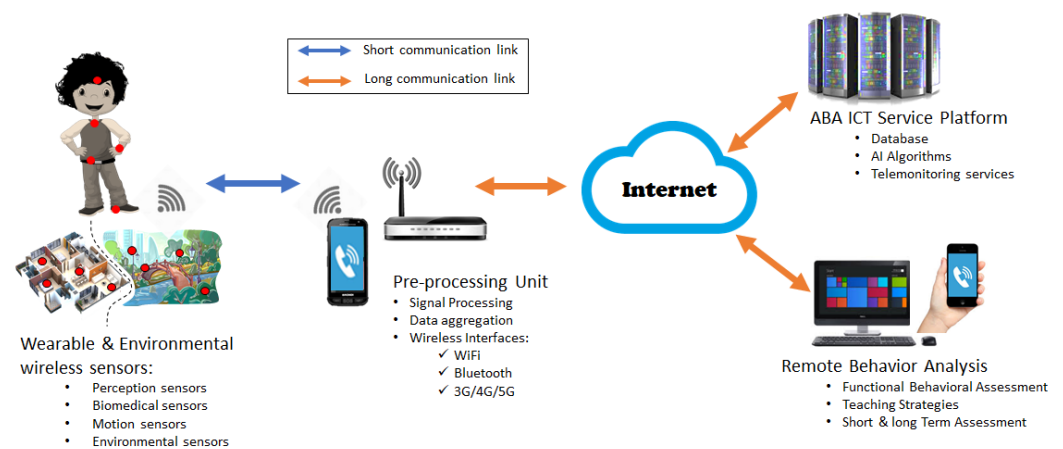 Short communication link
Long communication link
Internet
ABA ICT Service Platform
• Database
• AI Algorithms
• Telemonitoring services
Pre-processing Unit
• Signal Processing
• Data aggregation
• Wireless Interfaces:
✓ WiFi
✓ Bluetooth
✓ 3G/4G/5G
Wearable & Environmental
wireless sensors:
• Perception sensors
• Biomedical sensors
• Motion sensors
• Environmental sensors
Remote Behavior Analysis
• Functional Behavioral Assessment
• Teaching Strategies
• Short & long Term Assessment